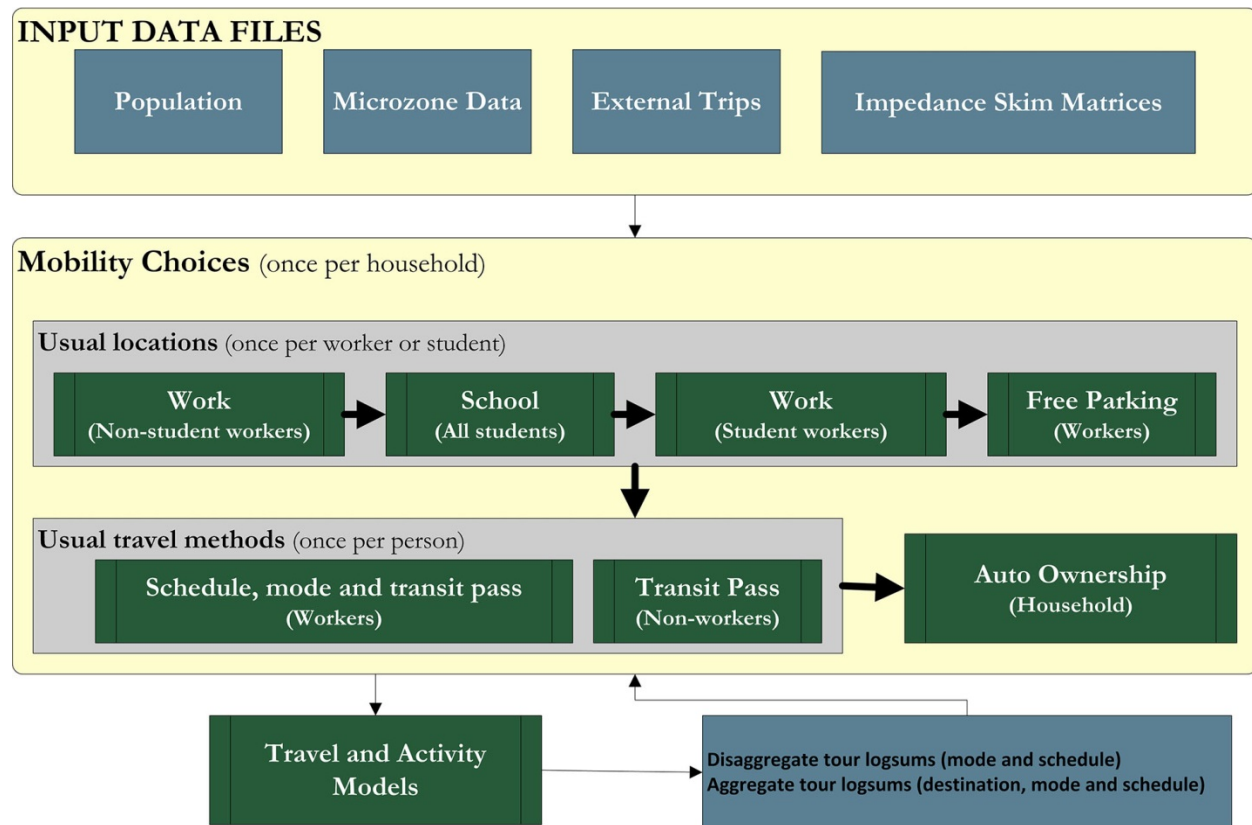 INPUT DATA FILES
Population
Microzone Data
External Trips
Impedance Skim Matrices
Mobility Choices (once per household)
Usual locations (once per worker or student)
Work
(Non-student workers)
School
(All students)
Work
(Student workers)
Free Parking
(Workers)
Usual travel methods (once per person)
Schedule, mode and transit pass
(Workers)
Transit Pass
(Non-workers)
Auto Ownership
(Household)
Travel and Activity
Models
Disaggregate tour logsums (mode and schedule)
Aggregate tour logsums (destination, mode and schedule)